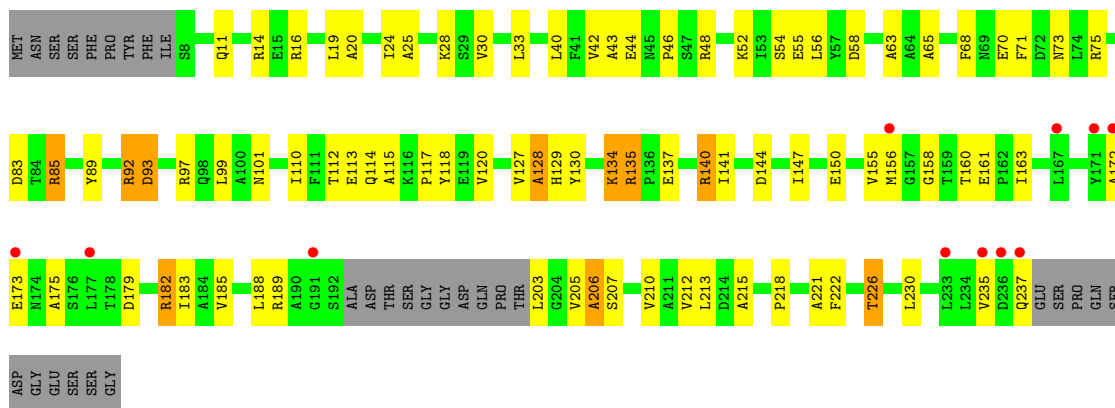 MET ASN SER SER PHE PRO TYR PHE ILE S8 Q11 R14 E15 R16 L19 A20 I24 A25 K28 S29 V30 L33 L40 F41 V42 A43 E44 N45 P46 S47 R48 K52 I53 S54 E55 L56 Y57 D58 A63 A64 A65 F68 N69 E70 F71 D72 N73 L74 R75
D83 T84 R85 Y89 R92 D93 R97 Q98 L99 A100 N101 I110 F111 T112 E113 Q114 A115 K116 P117 Y118 E119 V120 V127 A128 H129 Y130 K134 R135 P136 E137 R140 I141 D144 I147 E150 V155 M156 G157 G158 T159 T160 E161 P162 I163 L167 Y171 A172
E173 N174 A175 S176 L177 T178 D179 R182 I183 A184 V185 L188 R189 A190 G191 S192 ALA ASP THR SER GLY GLY ASP GLN PRO THR L203 G204 V205 A206 S207 V210 A211 V212 L213 D214 A215 P218 A221 F222 T226 L230 L233 L234 V235 D236 Q237 GLU SER PRO GLN SER
ASP GLY GLU SER SER GLY